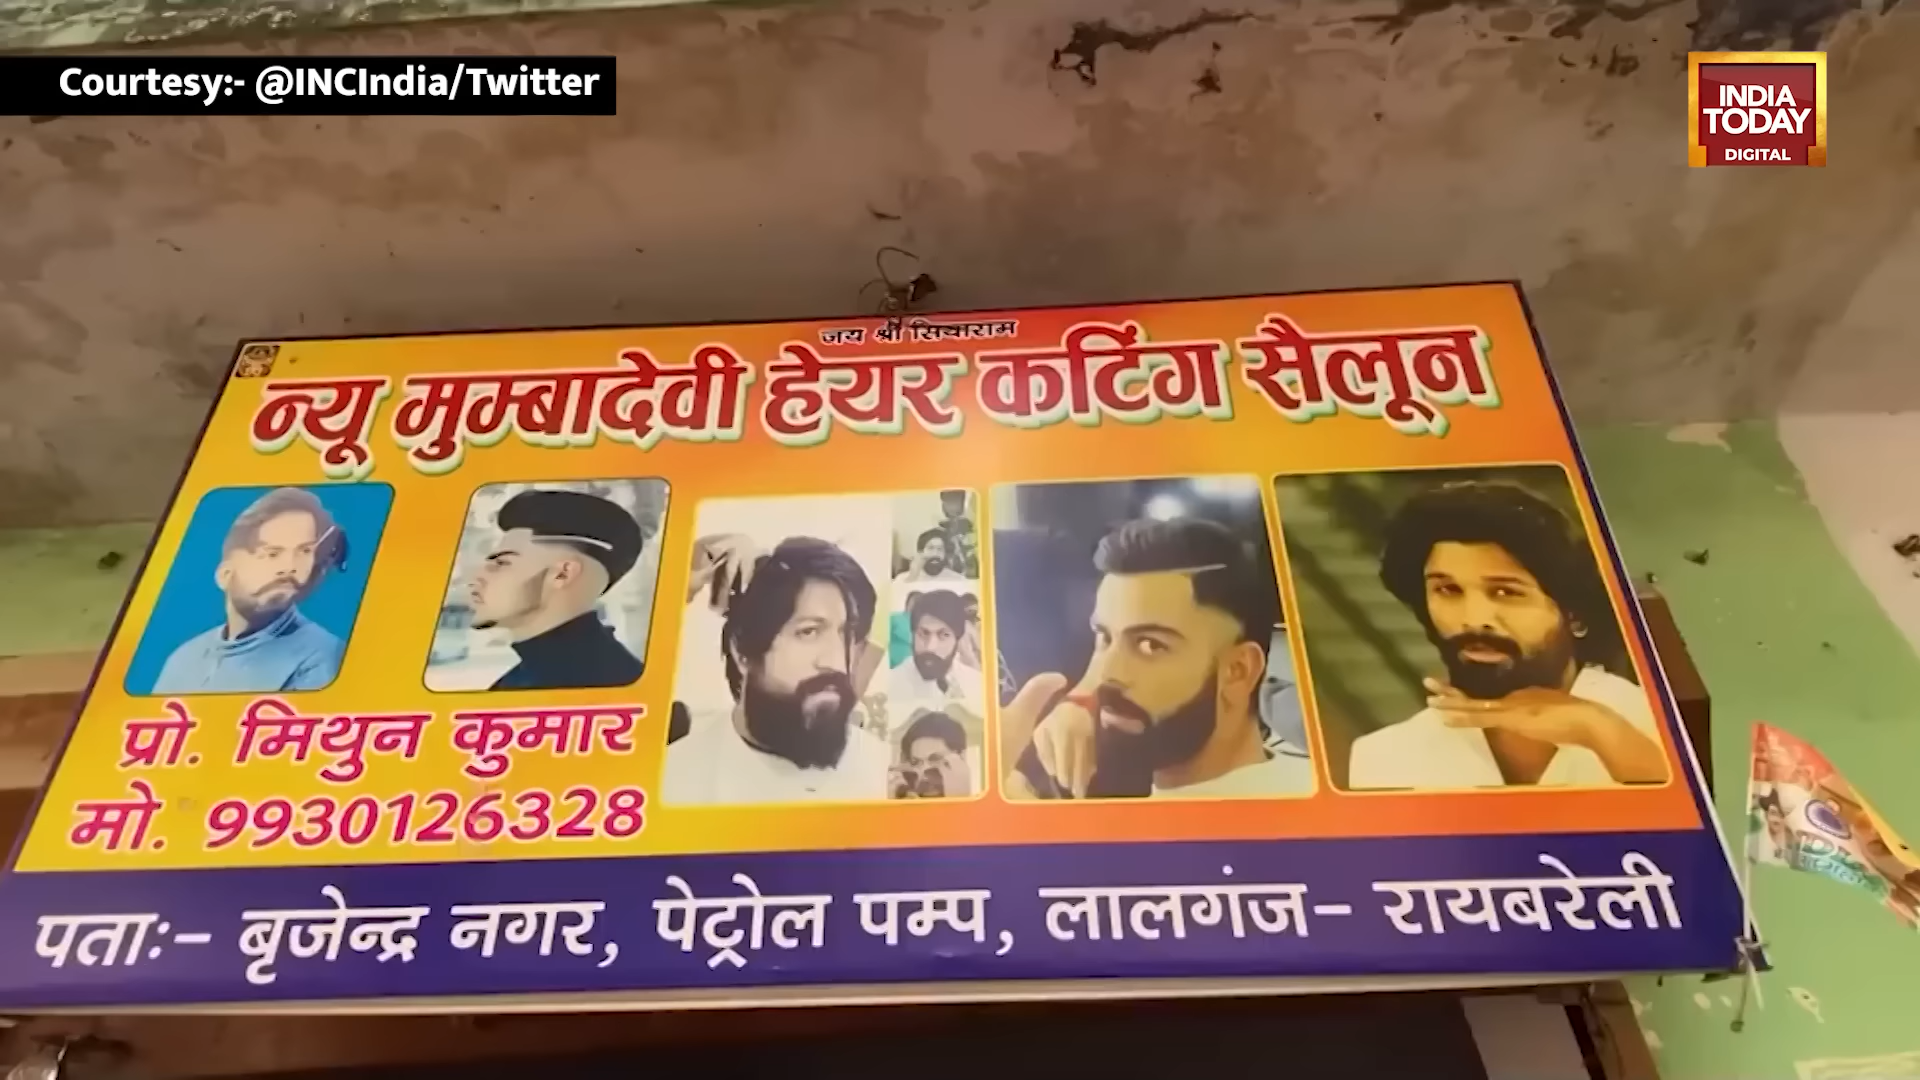 Courtesy:- @INCIndia/Twitter
INDIA
TODAY
DIGITAL
जय श्री सियाराम
न्यू मुम्बादेवी हेयर कटिंग सैलून
प्रो. मिथुन कुमार
मो. 9930126328
पताः- बृजेन्द्र नगर, पेट्रोल पम्प, लालगंज- रायबरेली